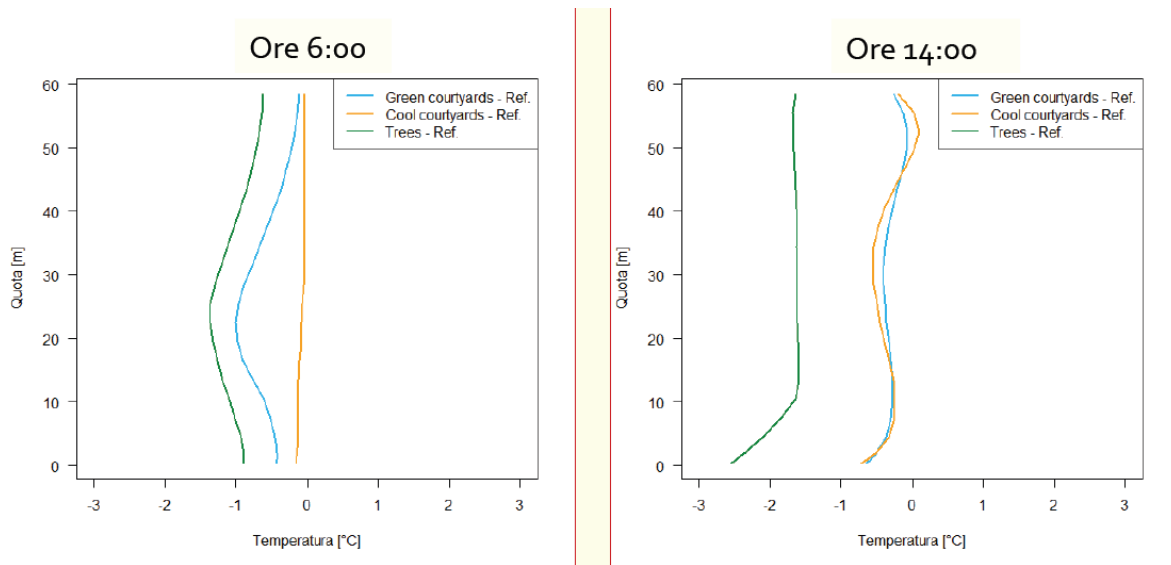 Ore 6:00
60
50
40
30
20
10
0
Quota [m]
Green courtyards - Ref.
Cool courtyards - Ref.
Trees - Ref.
-3 -2 -1 0 1 2 3
Temperatura [°C]
Ore 14:00
60
50
40
30
20
10
0
Quota [m]
Green courtyards - Ref.
Cool courtyards - Ref.
Trees - Ref.
-3 -2 -1 0 1 2 3
Temperatura [°C]